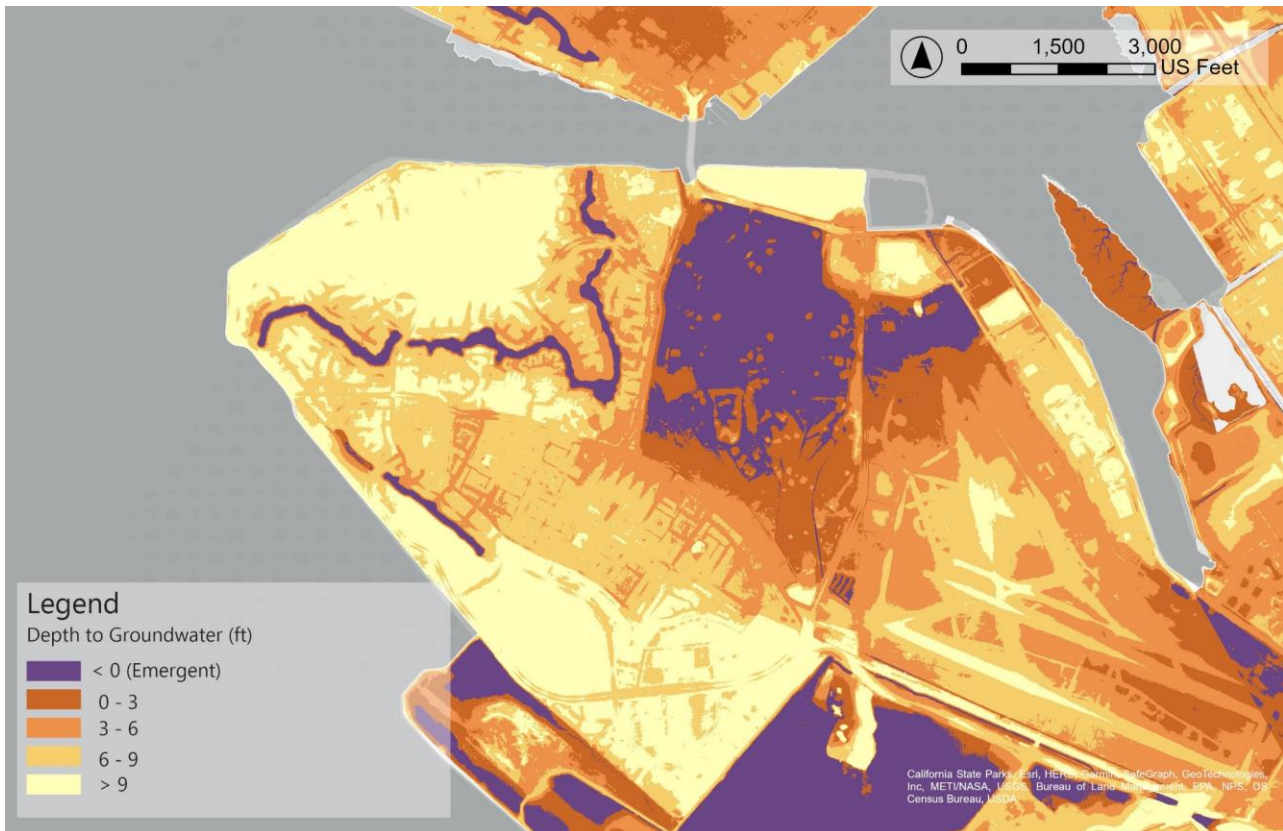 0 1,500 3,000
US Feet
Legend
Depth to Groundwater (ft)
< 0 (Emergent)
0 - 3
3 - 6
6 - 9
> 9
California State Parks, Esri, HERE, Garmin, SafeGraph, GeoTechnologies,
Inc, METI/NASA, USGS, Bureau of Land Management, EPA, NPS, US
Census Bureau, USDA